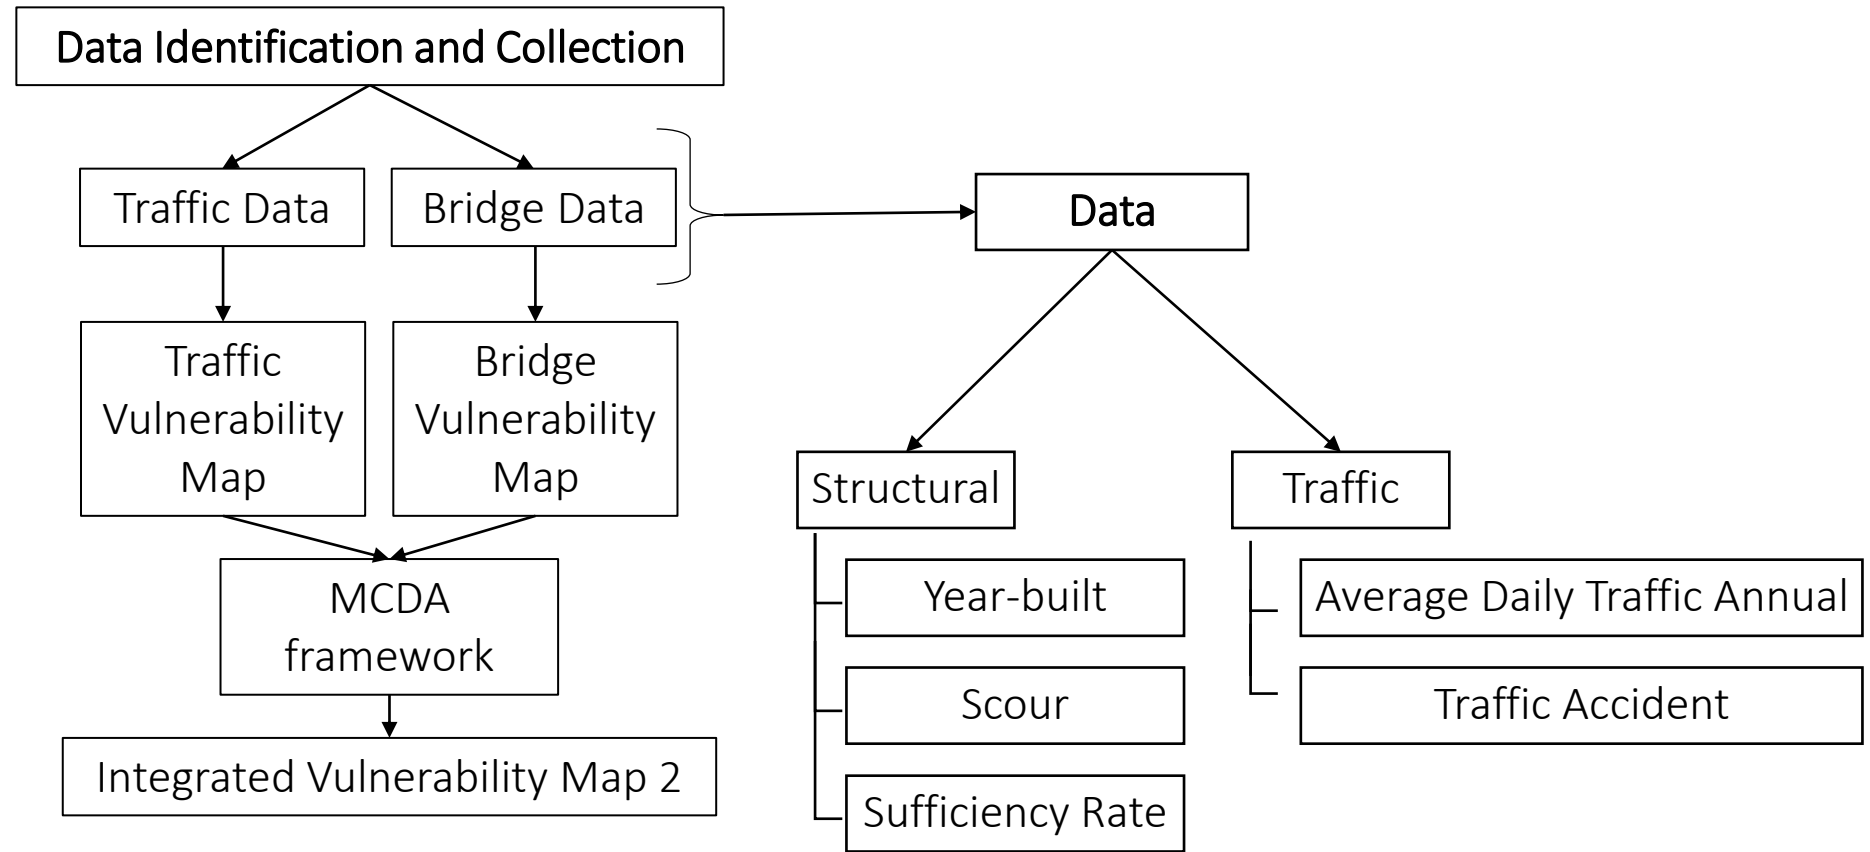 Data Identification and Collection
Traffic Data
Bridge Data
Data
Traffic
Vulnerability
Map
Bridge
Vulnerability
Map
Structural
Traffic
MCDA
framework
Year-built
Average Daily Traffic Annual
Scour
Traffic Accident
Integrated Vulnerability Map 2
Sufficiency Rate